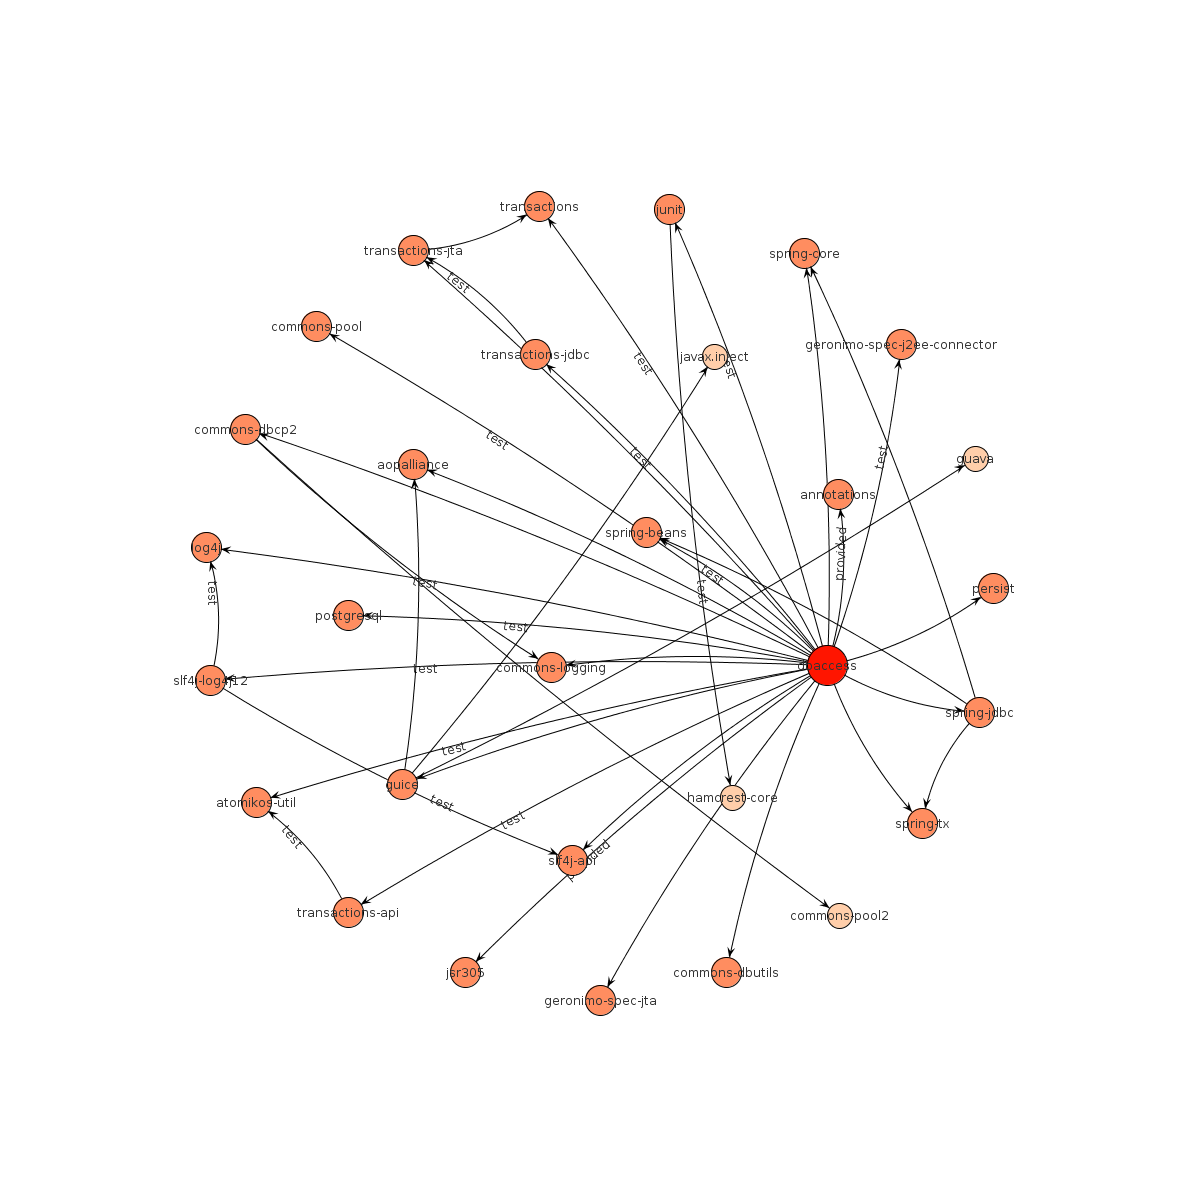 transactions
junit
transactions-jta
spring-core
test
commons-pool
geronimo-spec-j2ee-connector
transactions-jdbc
javax.inject
test
commons-dbcp2
test
test
test
guava
aopalliance
annotations
spring-beans
provided
log4j
test
test
test
test
persist
postgresql
test
commons-logging
dbaccess
test
slf4j-log4j12
spring-jdbc
test
guice
hamcrest-core
atomikos-util
test
test
spring-tx
test
slf4j-api
transactions-api
commons-pool2
jsr305
commons-dbutils
geronimo-spec-jta